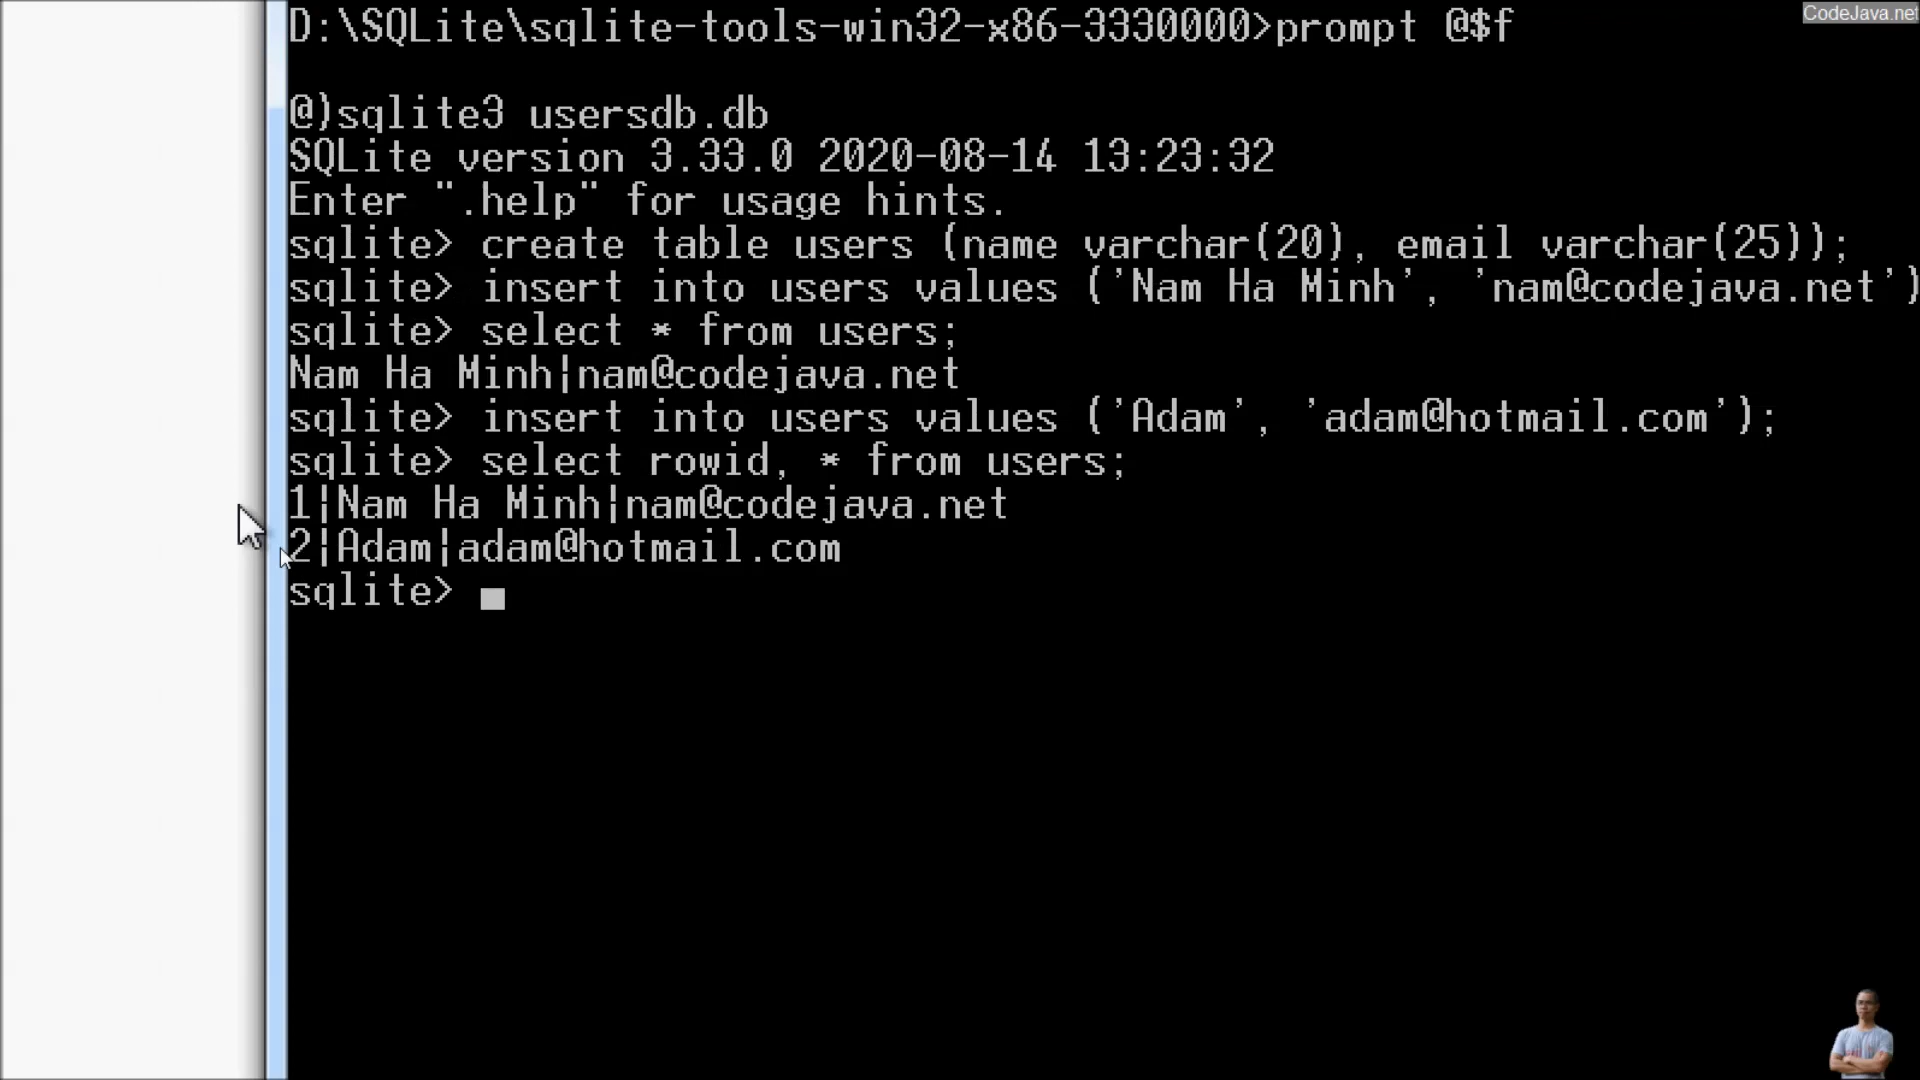 CodeJava.net
D:\SQLite\sqlite-tools-win32-x86-3330000>prompt @$f
@)sqlite3 usersdb.db
SQLite version 3.33.0 2020-08-14 13:23:32
Enter ".help" for usage hints.
sqlite> create table users (name varchar(20), email varchar(25));
sqlite> insert into users values ('Nam Ha Minh', 'nam@codejava.net')
sqlite> select * from users;
Nam Ha Minh|nam@codejava.net
sqlite> insert into users values ('Adam', 'adam@hotmail.com');
sqlite> select rowid, * from users;
1|Nam Ha Minh|nam@codejava.net
2|Adam|adam@hotmail.com
sqlite>